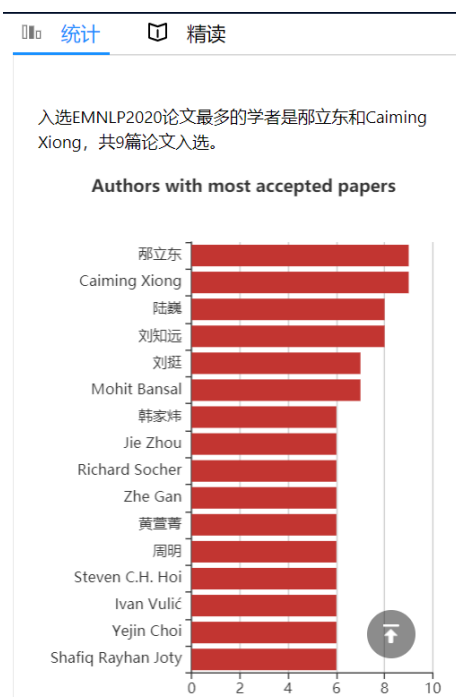 统计 精读
入选EMNLP2020论文最多的学者是邴立东和Caiming
Xiong，共9篇论文入选。
Authors with most accepted papers
邴立东
Caiming Xiong
陆巍
刘知远
刘挺
Mohit Bansal
韩家炜
Jie Zhou
Richard Socher
Zhe Gan
黄萱菁
周明
Steven C.H. Hoi
Ivan Vulić
Yejin Choi
Shafiq Rayhan Joty
0 2 4 6 8 10